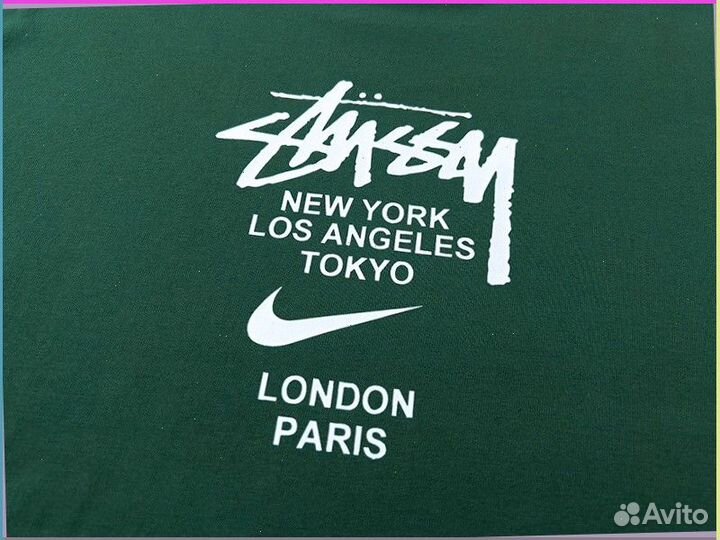 STÜSSY
NEW YORK
LOS ANGELES
TOKYO
LONDON
PARIS
Avito